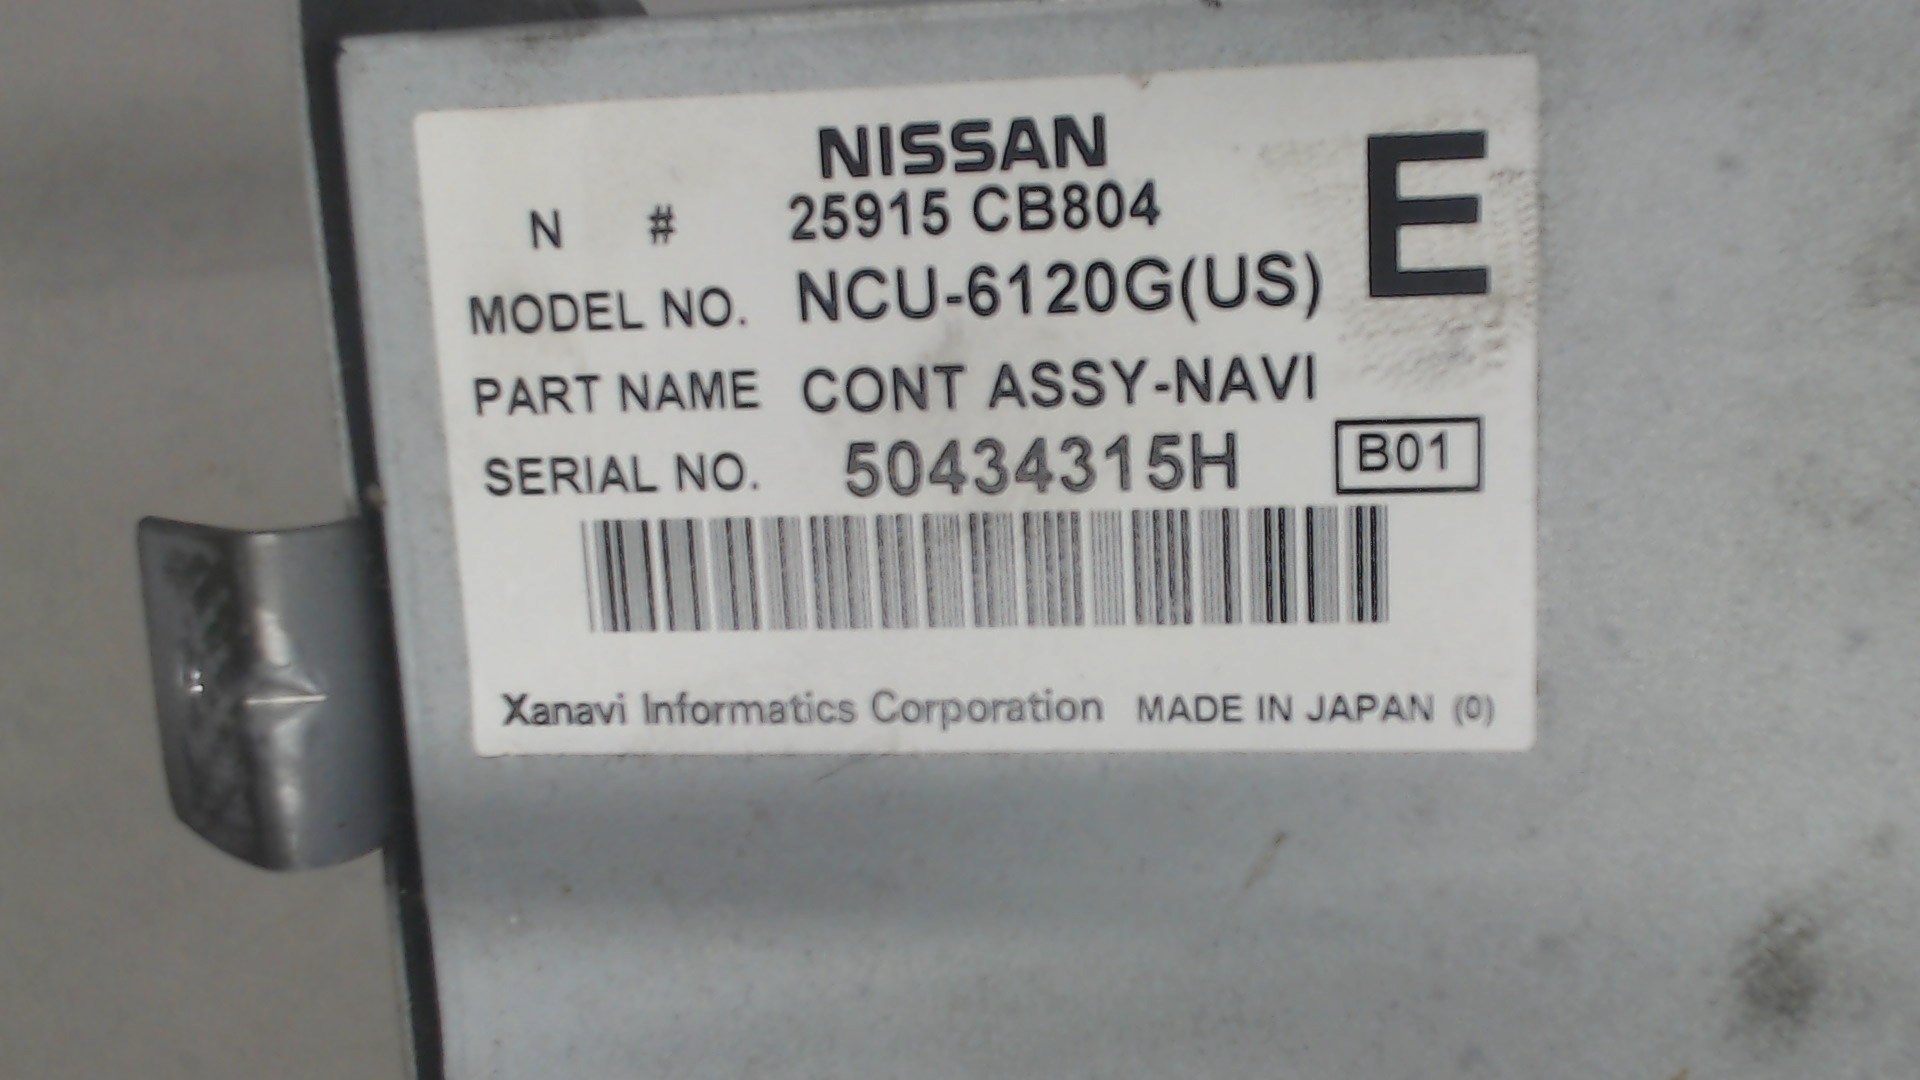 NISSAN
E
N # 25915 CB804
MODEL NO. NCU-6120G(US)
PART NAME CONT ASSY-NAVI
SERIAL NO. 50434315H B01
Xanavi Informatics Corporation MADE IN JAPAN (0)